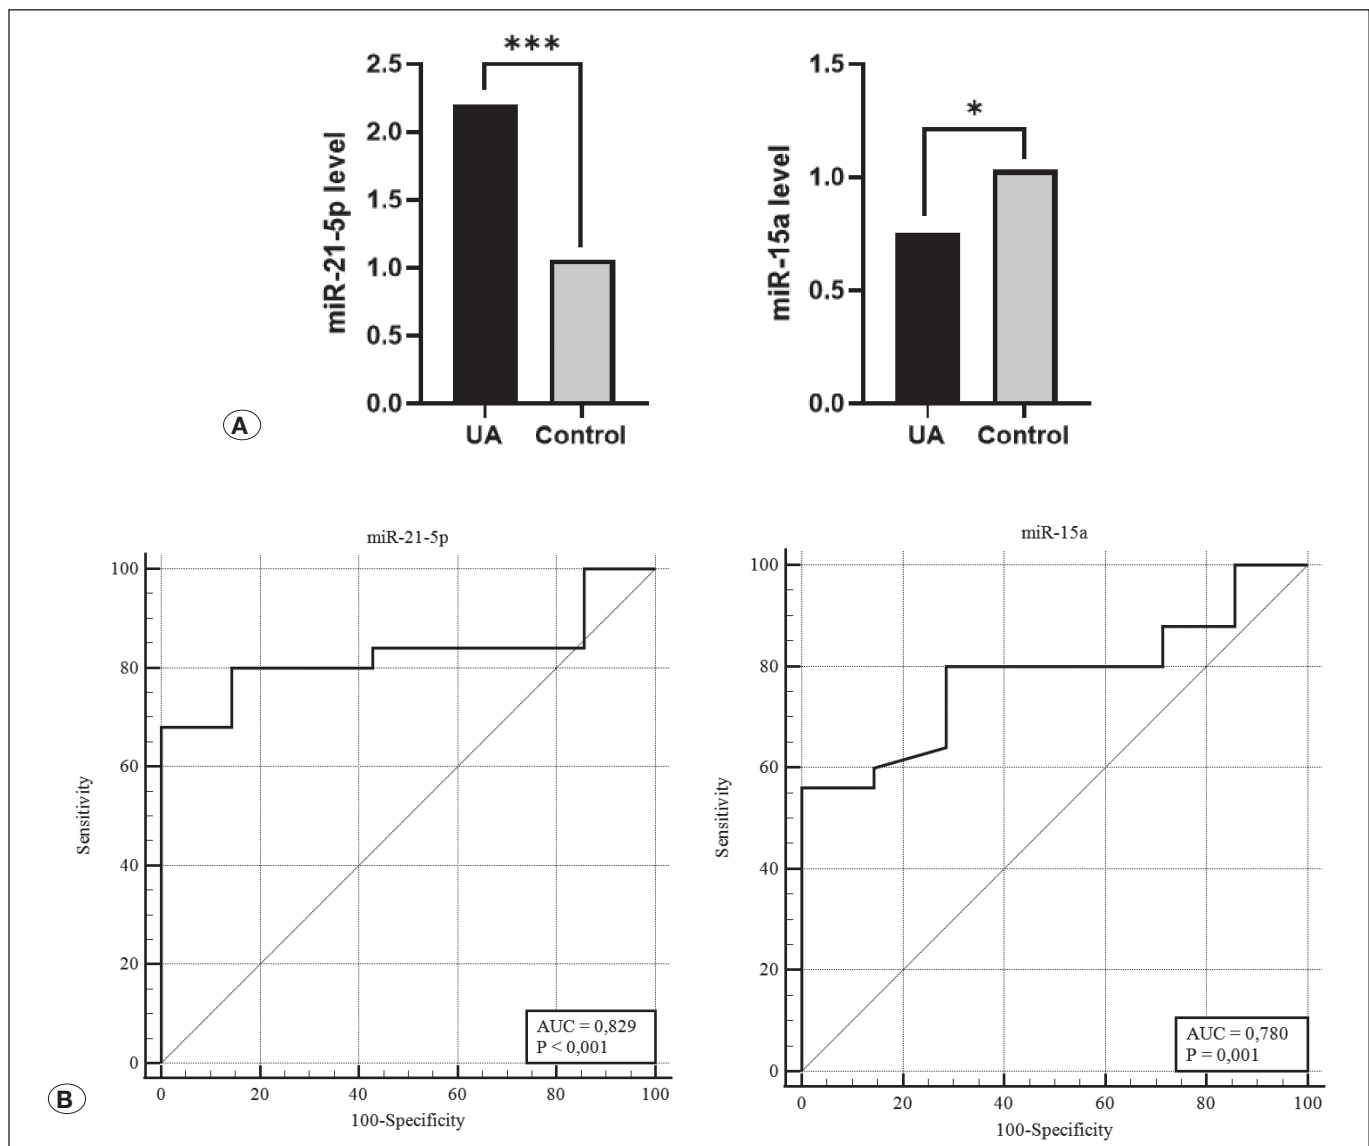 ***
2.5
2.0
1.5
1.0
0.5
0.0
miR-21-5p level
UA Control
*
1.5
1.0
0.5
0.0
miR-15a level
UA Control
A
miR-21-5p
100
80
60
40
20
0
Sensitivity
AUC = 0,829
P < 0,001
0 20 40 60 80 100
100-Specificity
miR-15a
100
80
60
40
20
0
Sensitivity
AUC = 0,780
P = 0,001
0 20 40 60 80 100
100-Specificity
B